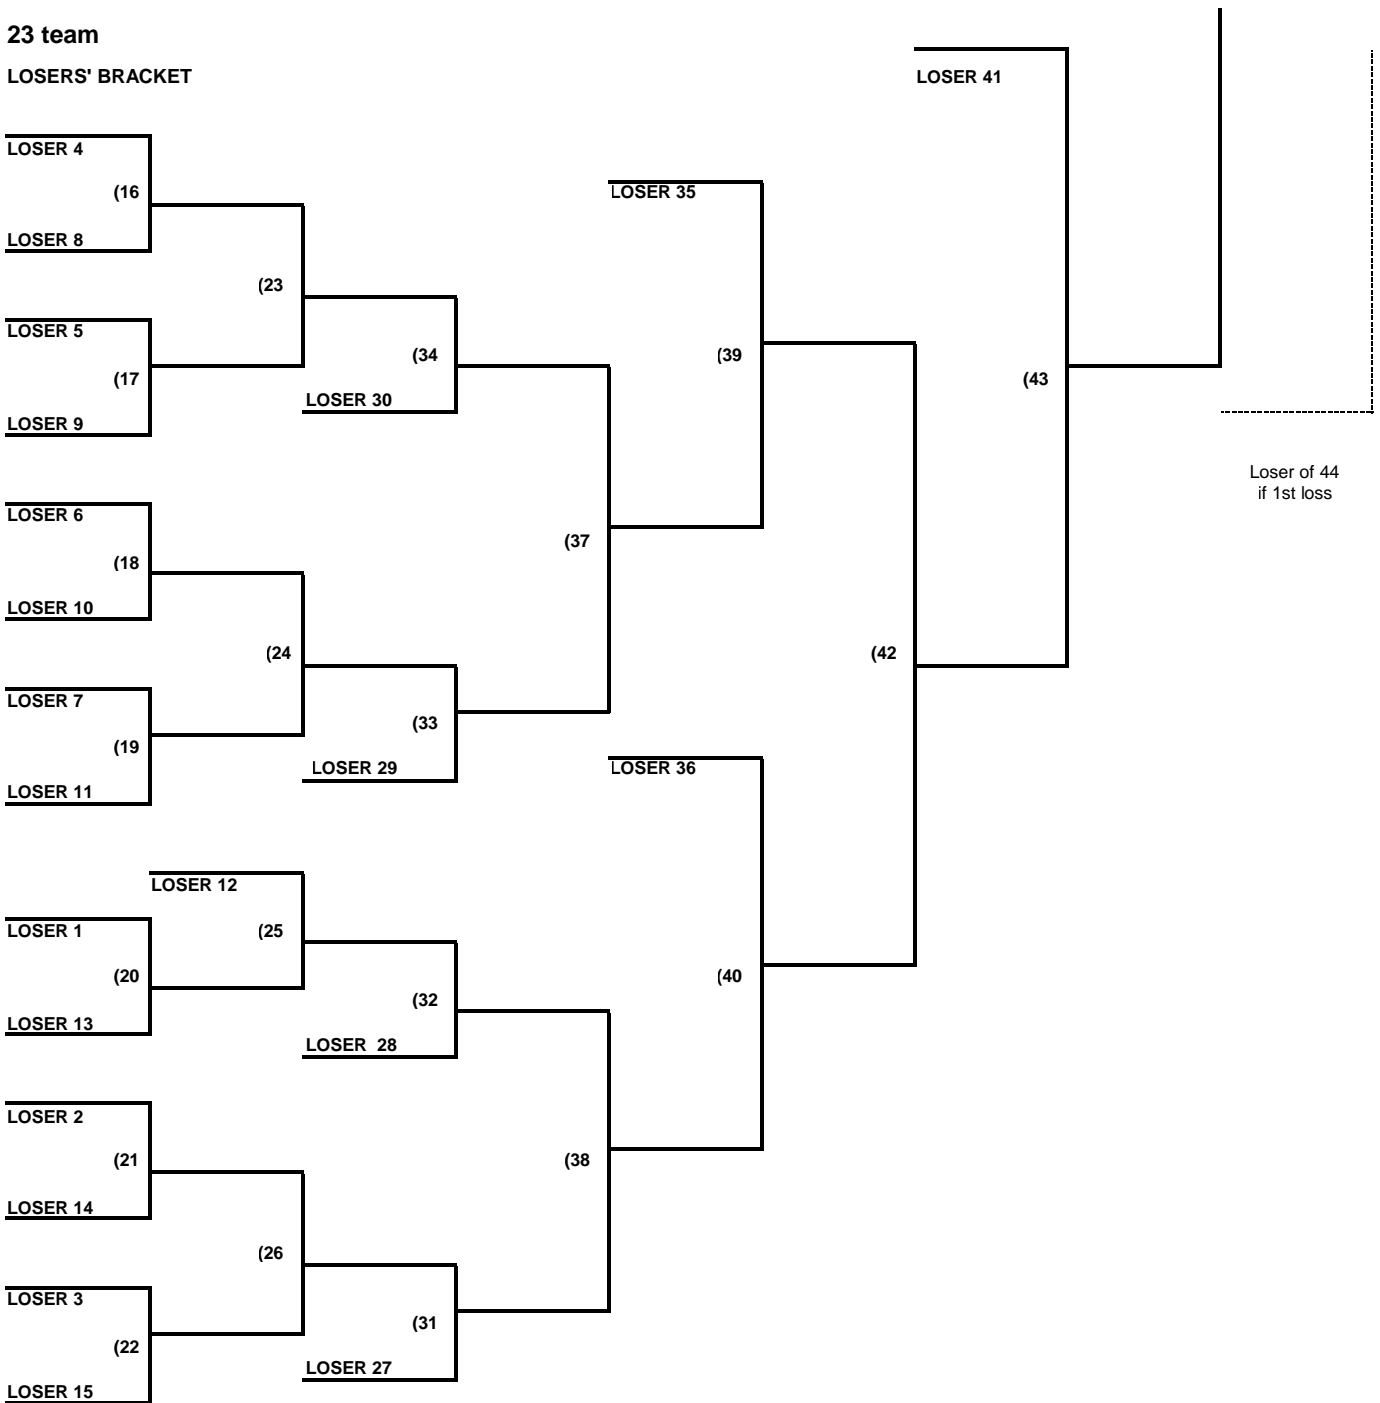 23 team
LOSERS' BRACKET
LOSER 41
LOSER 4
(16
LOSER 35
LOSER 8
(23
LOSER 5
(34
(39
(17
(43
LOSER 30
LOSER 9
Loser of 44
if 1st loss
LOSER 6
(37
(18
LOSER 10
(24
(42
LOSER 7
(33
(19
LOSER 29
LOSER 36
LOSER 11
LOSER 12
LOSER 1
(25
(20
(40
(32
LOSER 13
LOSER 28
LOSER 2
(21
(38
LOSER 14
(26
LOSER 3
(31
(22
LOSER 27
LOSER 15